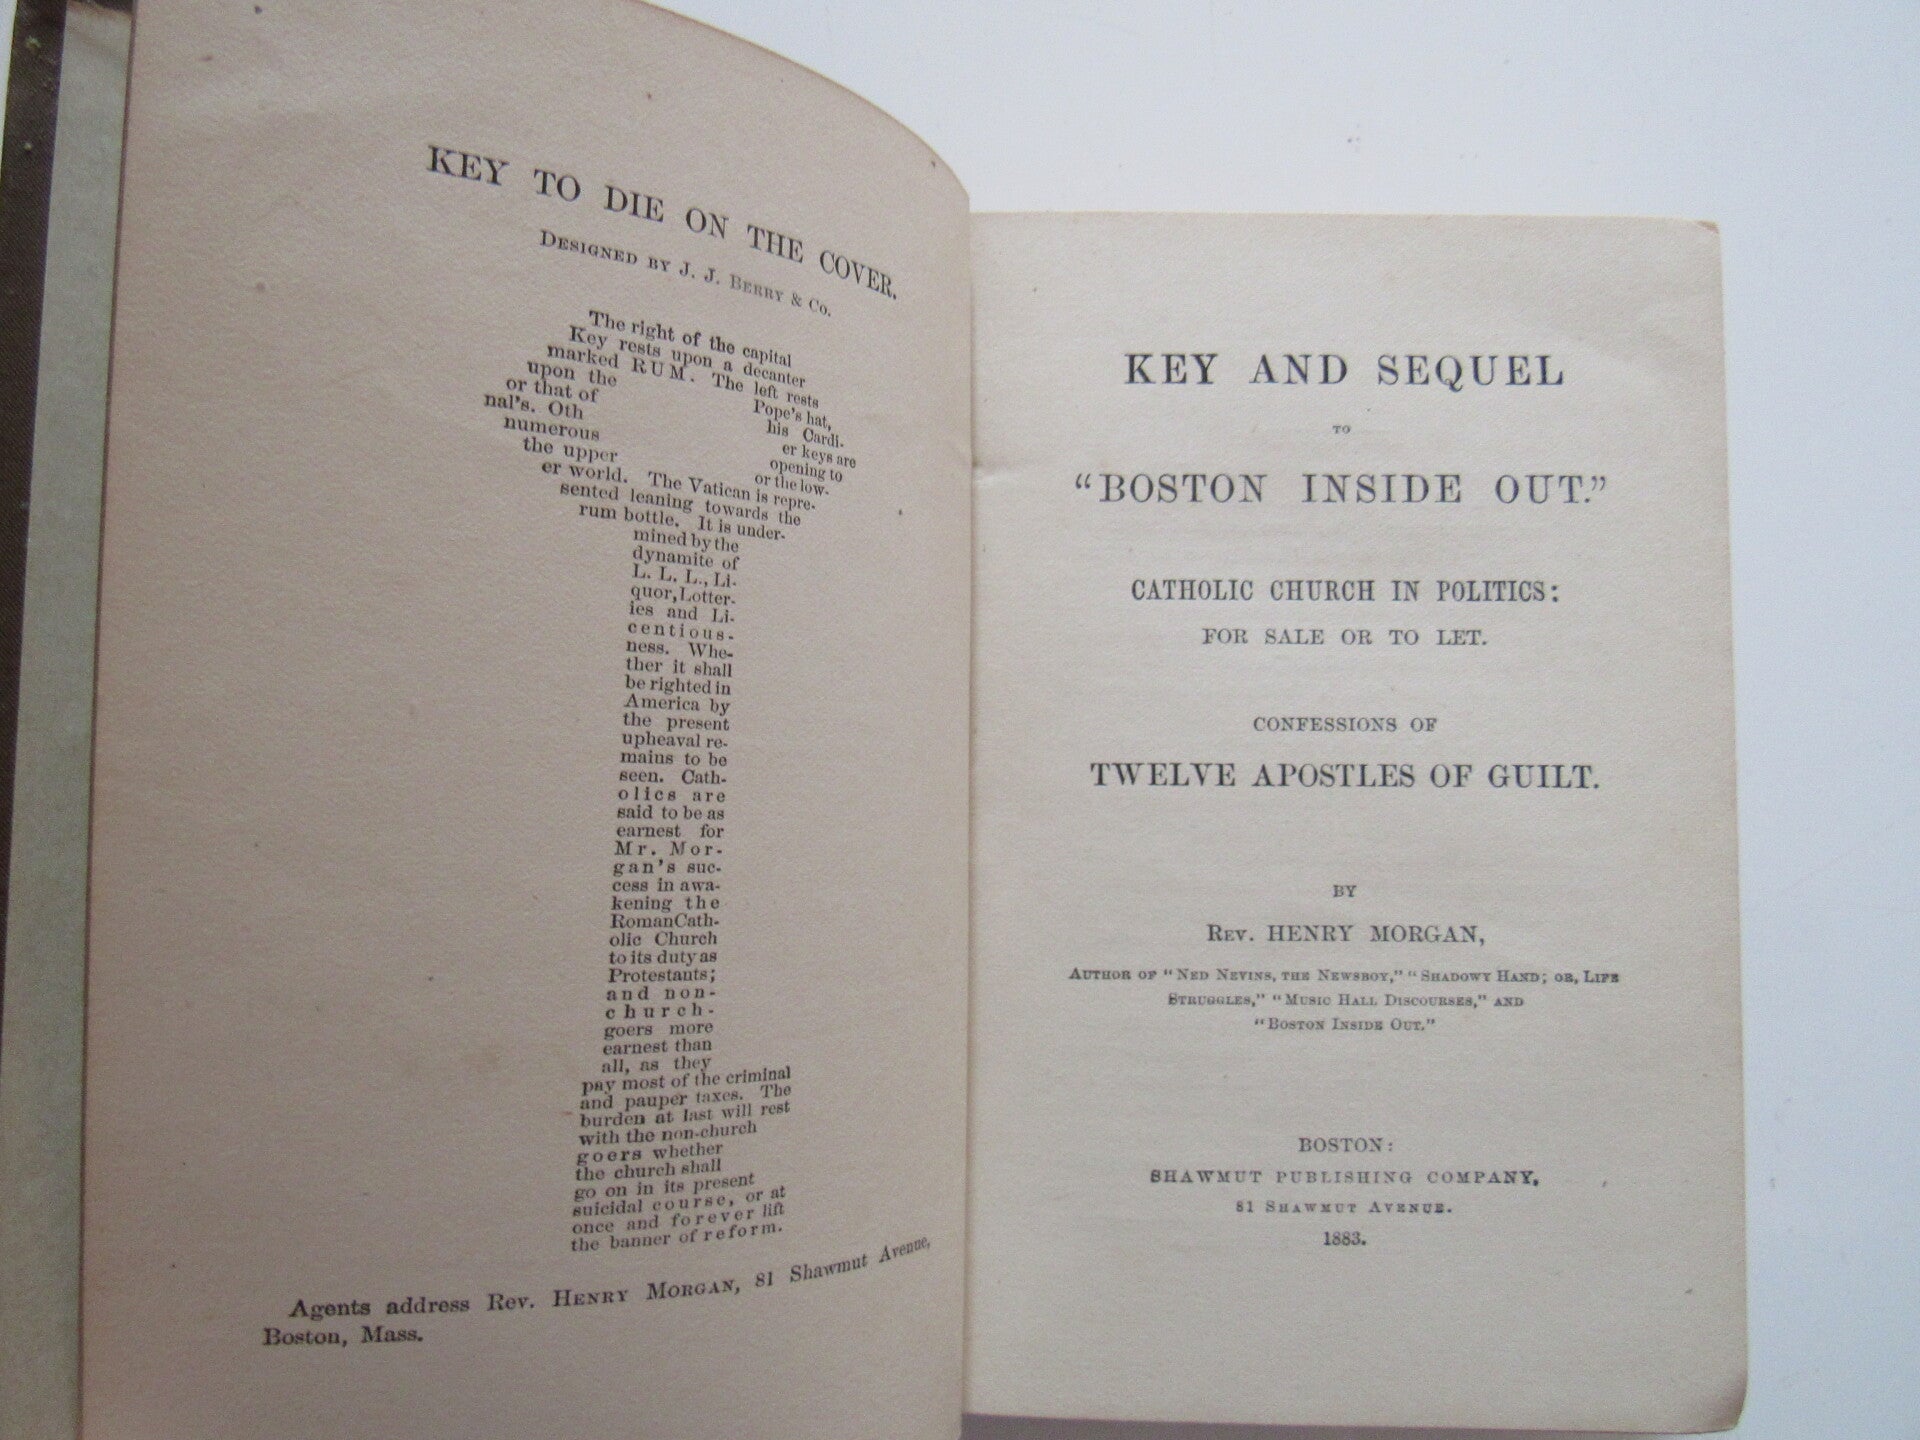 KEY TO DIE ON THE COVER.
DESIGNED BY J. J. BERRY & CO.
The right of the capital
Key rests upon a decanter
marked RUM. The left rests
upon the Pope's hat,
or that of his Cardi-
nal's. Oth er keys are
numerous opening to
the upper or the low-
er world. The Vatican is repre-
sented leaning towards the
rum bottle. It is under-
mined by the
dynamite of
L. L. L., Li-
quor, Lotter-
ies and Li-
centious-
ness. Whe-
ther it shall
be righted in
America by
the present
upheaval re-
mains to be
seen. Cath-
olics are
said to be as
earnest for
Mr. Mor-
gan's suc-
cess in awa-
kening the
Roman Cath-
olic Church
to its duty as
Protestants;
and non-
church-
goers more
earnest than
all, as they
pay most of the criminal
and pauper taxes. The
burden at last will rest
with the non-church
goers whether
the church shall
go on in its present
suicidal course, or at
once and forever lift
the banner of reform.
Agents address Rev. HENRY MORGAN, 81 Shawmut Avenue,
Boston, Mass.
KEY AND SEQUEL
TO
"BOSTON INSIDE OUT."
CATHOLIC CHURCH IN POLITICS:
FOR SALE OR TO LET.
CONFESSIONS OF
TWELVE APOSTLES OF GUILT.
BY
REV. HENRY MORGAN,
AUTHOR OF "NED NEVINS, THE NEWSBOY," "SHADOWY HAND; OR, LIFE
STRUGGLES," "MUSIC HALL DISCOURSES," AND
"BOSTON INSIDE OUT."
BOSTON:
SHAWMUT PUBLISHING COMPANY,
81 SHAWMUT AVENUE.
1883.